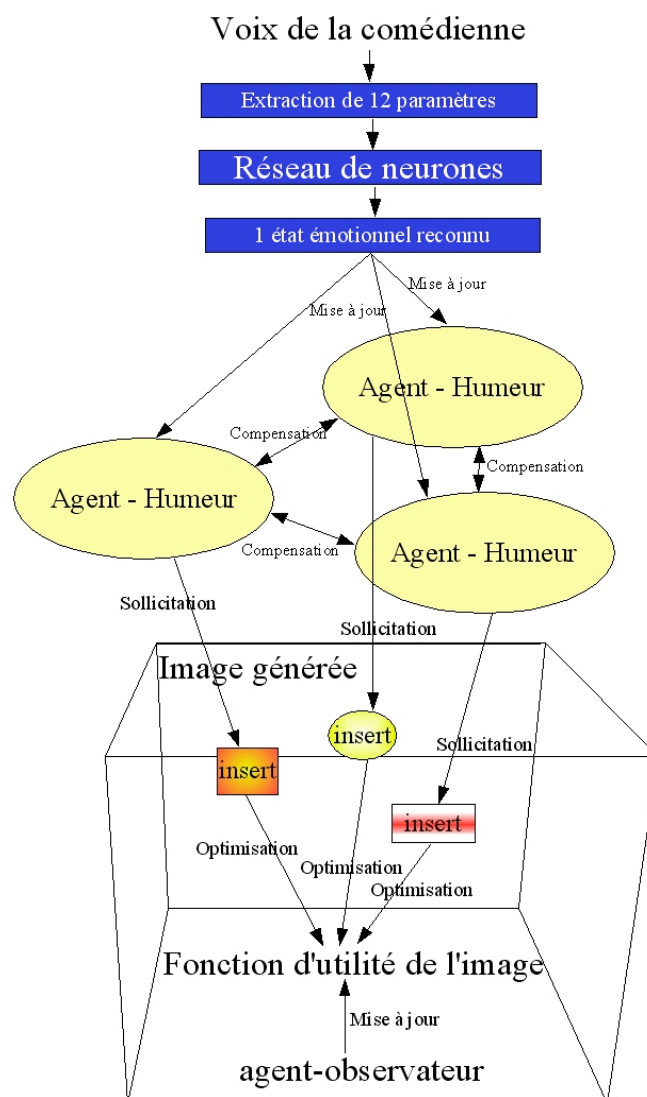 Voix de la comédienne
Extraction de 12 paramètres
Réseau de neurones
1 état émotionnel reconnu
Mise à jour
Mise à jour
Agent - Humeur
Compensation
Compensation
Agent - Humeur
Compensation
Agent - Humeur
Sollicitation
Sollicitation
Image générée
insert
Sollicitation
insert
insert
Optimisation
Optimisation
Optimisation
Fonction d'utilité de l'image
Mise à jour
agent-observateur